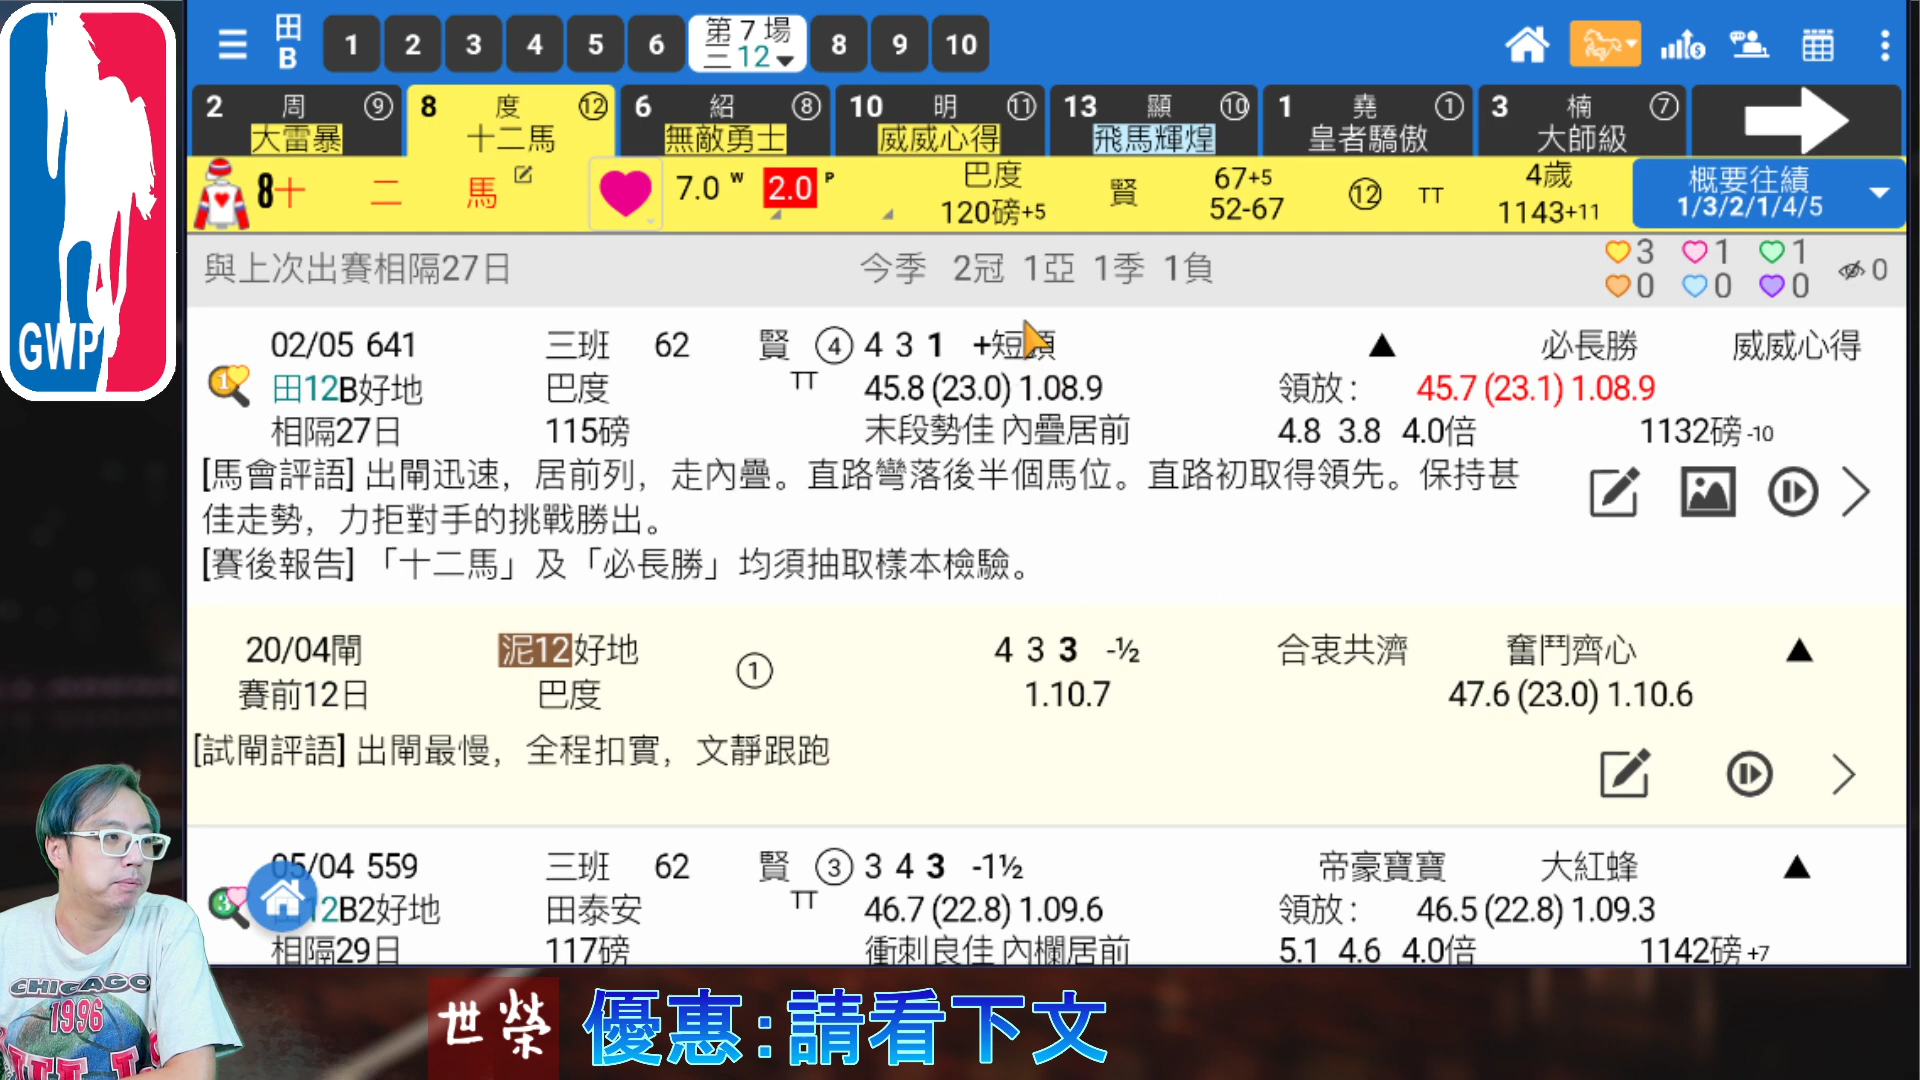 GWP
田
B
1 2 3 4 5 6 第7場 8 9 10
三12
2 周 ⑨ 8 度 ⑫ 6 紹 ⑧ 10 明 ⑪ 13 顯 ⑩ 1 堯 ① 3 楠 ⑦
大雷暴 十二馬 無敵勇士 威威心得 飛馬輝煌 皇者驕傲 大師級
8 十二馬 7.0 W 2.0 P 巴度 賢 67+5 ⑫ TT 4歲 概要往績
120磅+5 52-67 1143+11 1/3/2/1/4/5
與上次出賽相隔27日 今季 2冠 1亞 1季 1負 3 1 1 0
0 0 0
02/05 641 三班 62 賢 ④ 4 3 1 +短頸 ▲ 必長勝 威威心得
1 田12B好地 巴度 TT 45.8 (23.0) 1.08.9 領放： 45.7 (23.1) 1.08.9
相隔27日 115磅 末段勢佳 內疊居前 4.8 3.8 4.0倍 1132磅-10
[馬會評語] 出閘迅速，居前列，走內疊。直路彎落後半個馬位。直路初取得領先。保持甚
佳走勢，力拒對手的挑戰勝出。
[賽後報告] 「十二馬」及「必長勝」均須抽取樣本檢驗。
20/04閘 泥12好地 ① 4 3 3 -½ 合衷共濟 奮鬥齊心 ▲
賽前12日 巴度 1.10.7 47.6 (23.0) 1.10.6
[試閘評語] 出閘最慢，全程扣實，文靜跟跑
05/04 559 三班 62 賢 ③ 3 4 3 -1½ 帝豪寶寶 大紅蜂 ▲
3 田12B2好地 田泰安 TT 46.7 (22.8) 1.09.6 領放： 46.5 (22.8) 1.09.3
相隔29日 117磅 衝刺良佳 內欄居前 5.1 4.6 4.0倍 1142磅+7
CHICAGO
1996
世榮 優惠:請看下文